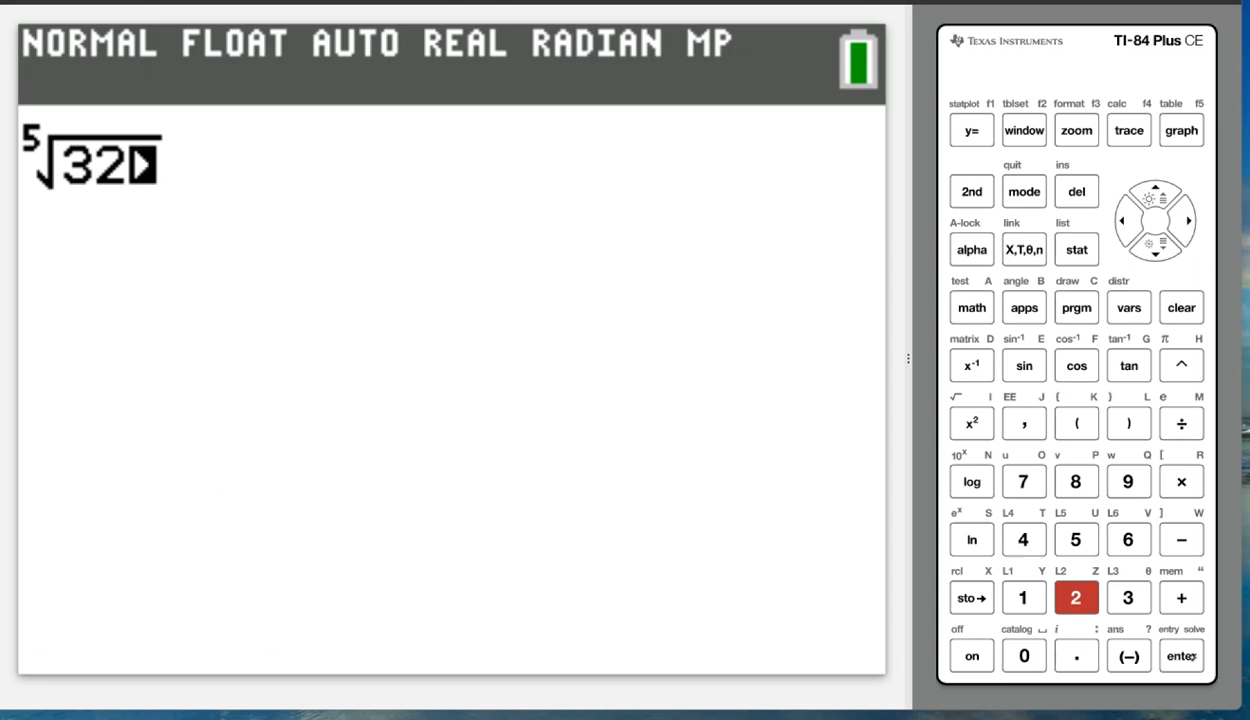 NORMAL FLOAT AUTO REAL RADIAN MP
⁵√32
TEXAS INSTRUMENTS TI-84 Plus CE
statplot f1 tblset f2 format f3 calc f4 table f5
y= window zoom trace graph
quit ins
2nd mode del
A-lock link list
alpha X,T,θ,n stat
test A angle B draw C distr
math apps prgm vars clear
matrix D sin⁻¹ E cos⁻¹ F tan⁻¹ G π H
x⁻¹ sin cos tan ^
√ I EE J { K } L e M
x² , ( ) ÷
10ˣ N u O v P w Q [ R
log 7 8 9 ×
eˣ S L4 T L5 U L6 V ] W
ln 4 5 6 −
rcl X L1 Y L2 Z L3 θ mem “
sto→ 1 2 3 +
off catalog ⎵ i : ans ? entry solve
on 0 . (−) enter